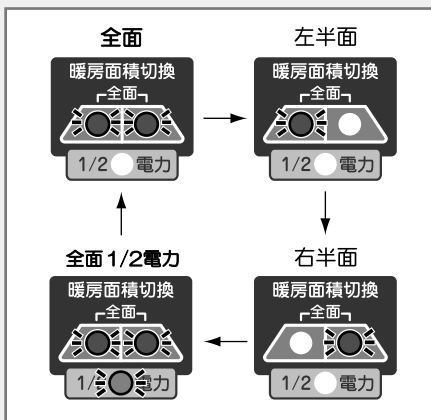 全面
暖房面積切換
全面
1/2 電力
左半面
暖房面積切換
全面
1/2 電力
全面1/2電力
暖房面積切換
全面
1/ 電力
右半面
暖房面積切換
全面
1/2 電力